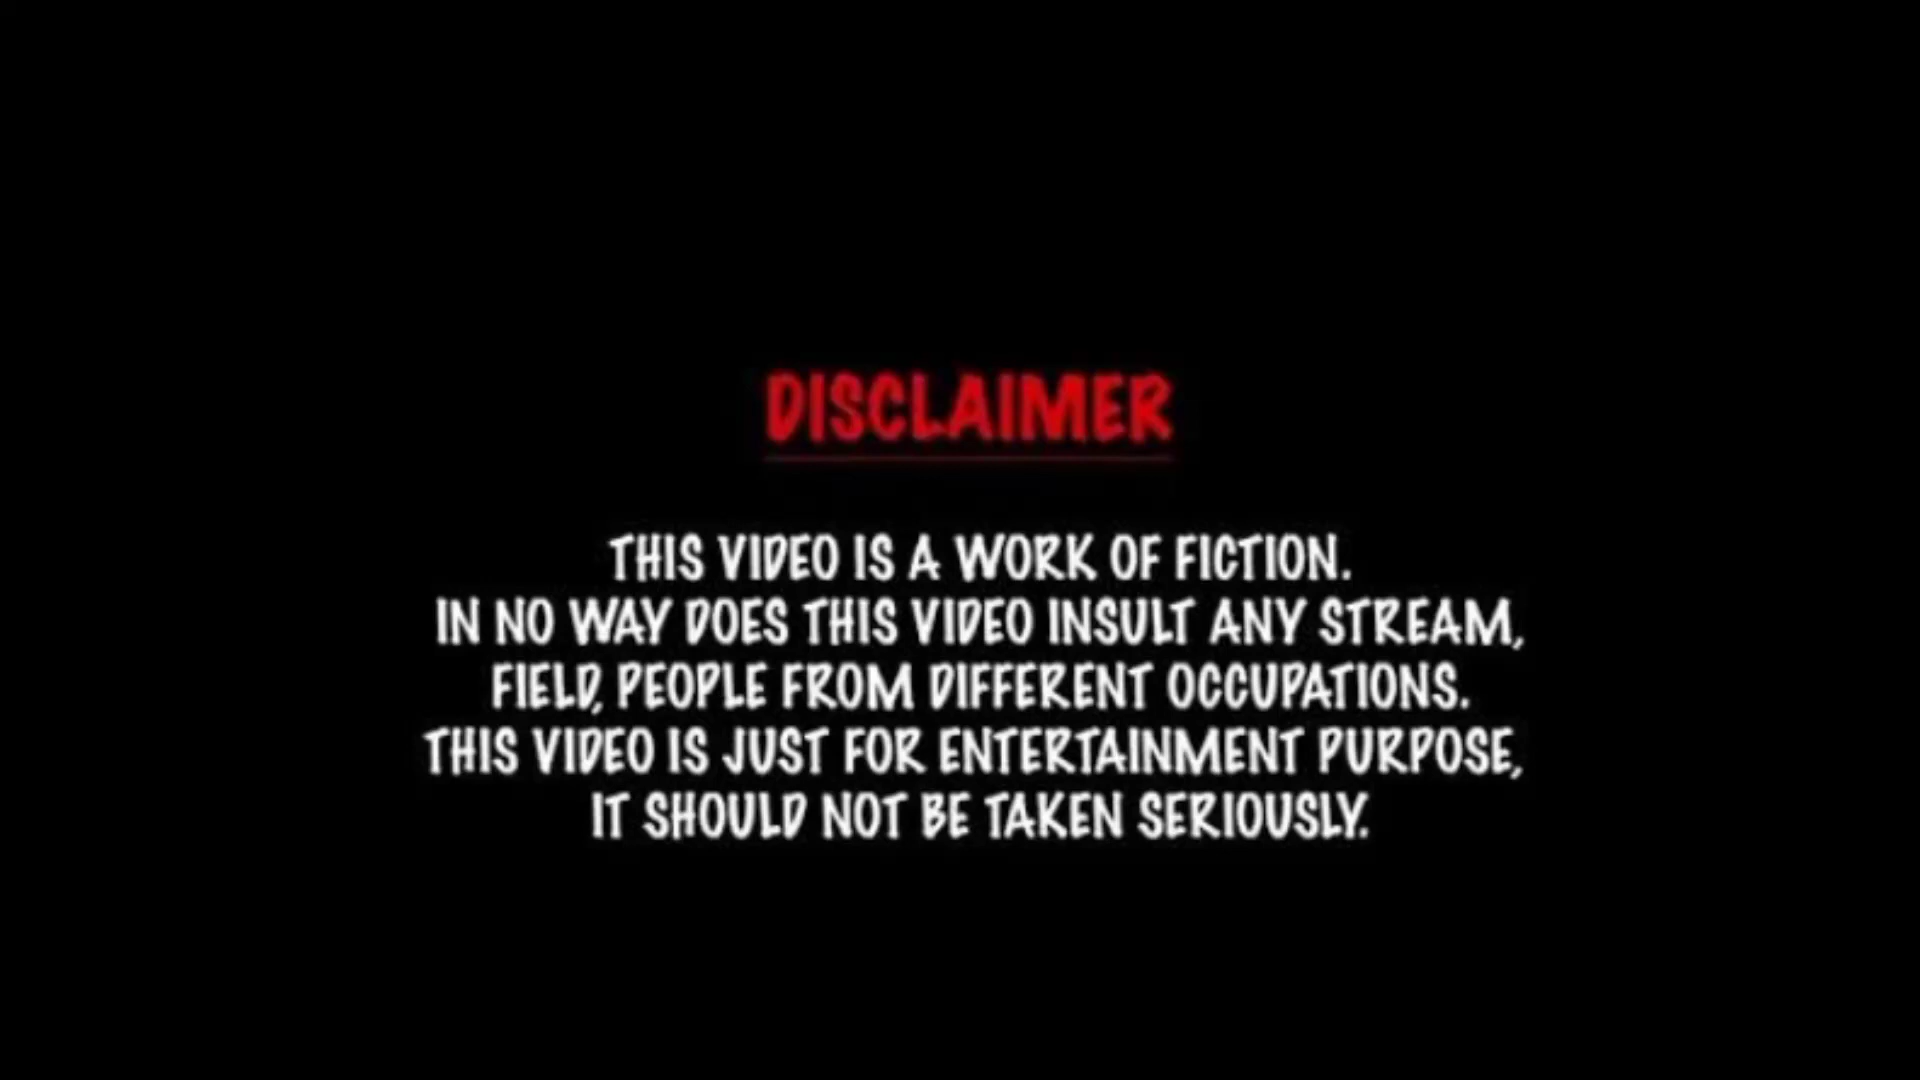 DISCLAIMER
THIS VIDEO IS A WORK OF FICTION.
IN NO WAY DOES THIS VIDEO INSULT ANY STREAM,
FIELD, PEOPLE FROM DIFFERENT OCCUPATIONS.
THIS VIDEO IS JUST FOR ENTERTAINMENT PURPOSE,
IT SHOULD NOT BE TAKEN SERIOUSLY.